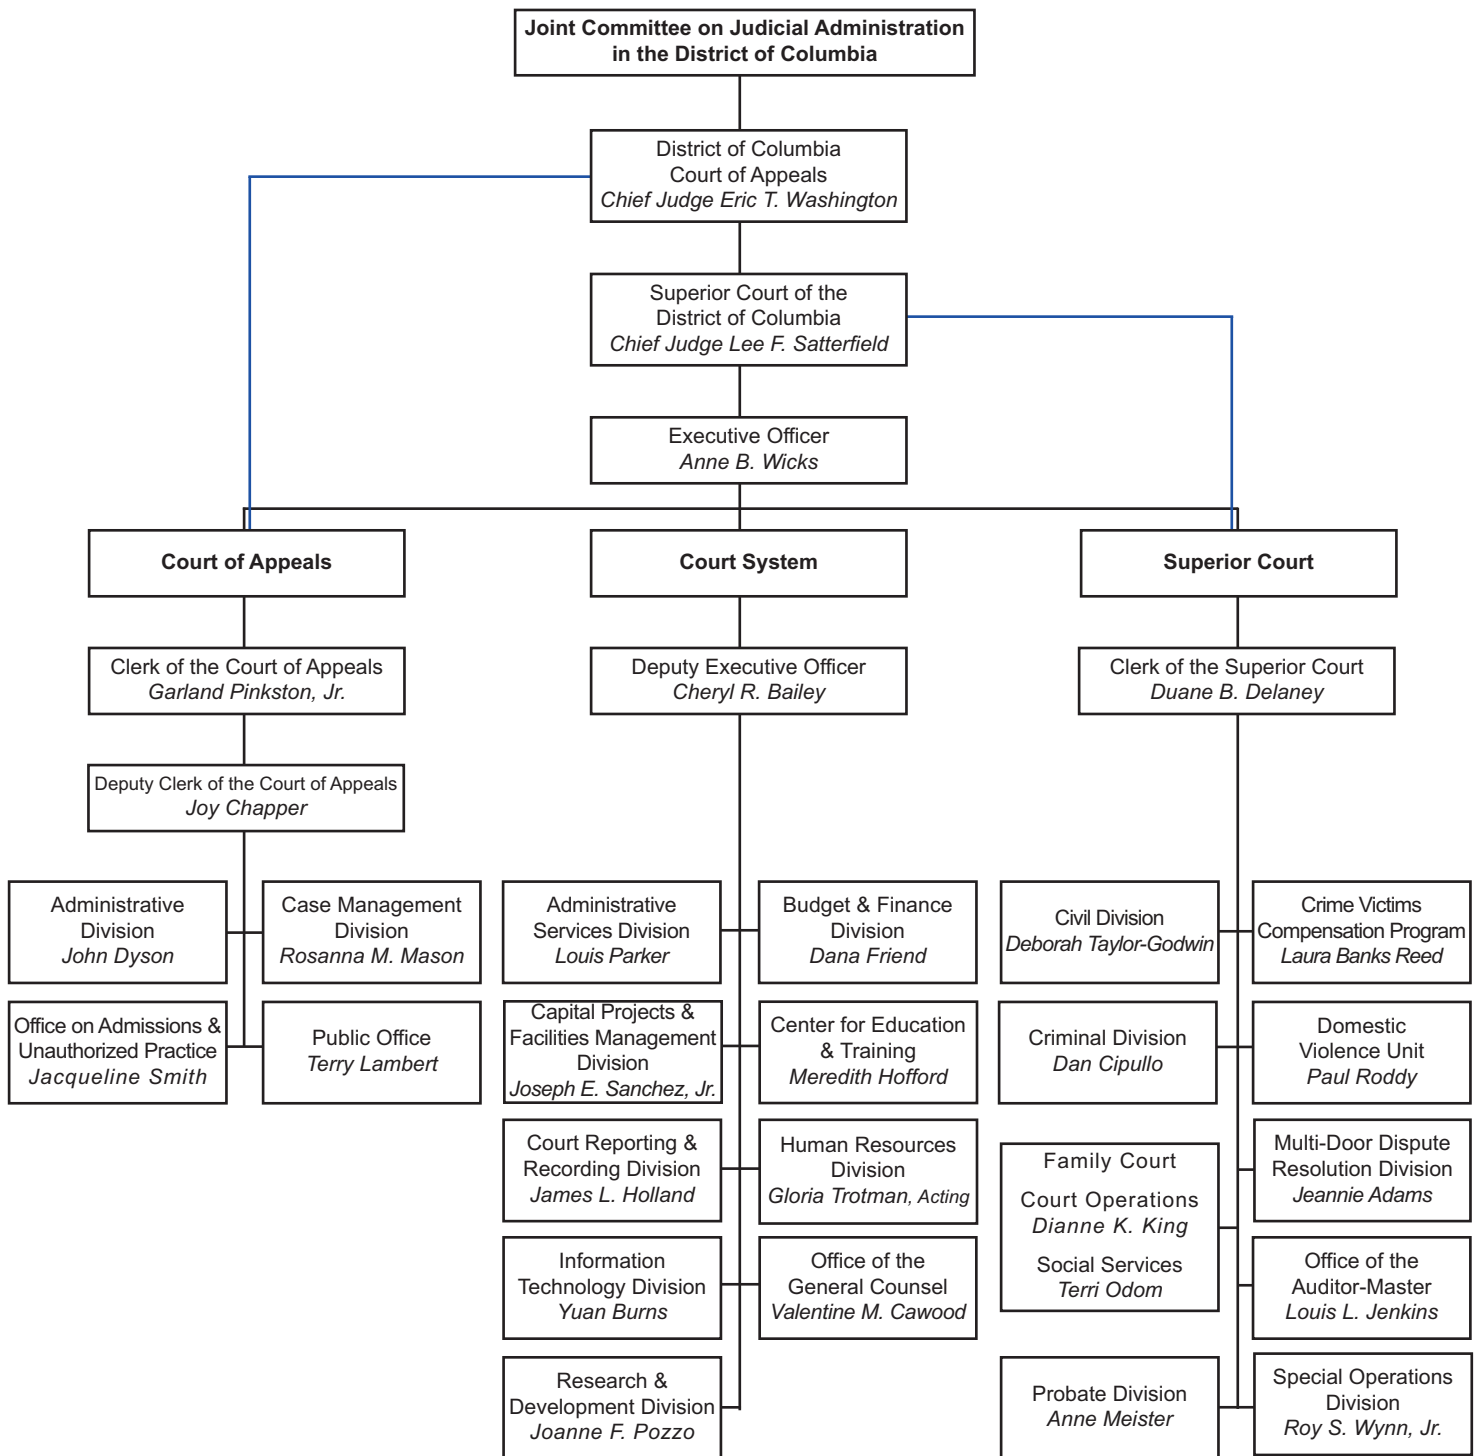 Joint Committee on Judicial Administration
in the District of Columbia
District of Columbia
Court of Appeals
Chief Judge Eric T. Washington
Superior Court of the
District of Columbia
Chief Judge Lee F. Satterfield
Executive Officer
Anne B. Wicks
Court of Appeals
Court System
Superior Court
Clerk of the Court of Appeals
Garland Pinkston, Jr.
Deputy Executive Officer
Cheryl R. Bailey
Clerk of the Superior Court
Duane B. Delaney
Deputy Clerk of the Court of Appeals
Joy Chapper
Administrative
Division
John Dyson
Case Management
Division
Rosanna M. Mason
Administrative
Services Division
Louis Parker
Budget & Finance
Division
Dana Friend
Civil Division
Deborah Taylor-Godwin
Crime Victims
Compensation Program
Laura Banks Reed
Office on Admissions &
Unauthorized Practice
Jacqueline Smith
Public Office
Terry Lambert
Capital Projects &
Facilities Management
Division
Joseph E. Sanchez, Jr.
Center for Education
& Training
Meredith Hofford
Criminal Division
Dan Cipullo
Domestic
Violence Unit
Paul Roddy
Court Reporting &
Recording Division
James L. Holland
Human Resources
Division
Gloria Trotman, Acting
Family Court
Court Operations
Dianne K. King
Social Services
Terri Odom
Multi-Door Dispute
Resolution Division
Jeannie Adams
Information
Technology Division
Yuan Burns
Office of the
General Counsel
Valentine M. Cawood
Office of the
Auditor-Master
Louis L. Jenkins
Research &
Development Division
Joanne F. Pozzo
Probate Division
Anne Meister
Special Operations
Division
Roy S. Wynn, Jr.